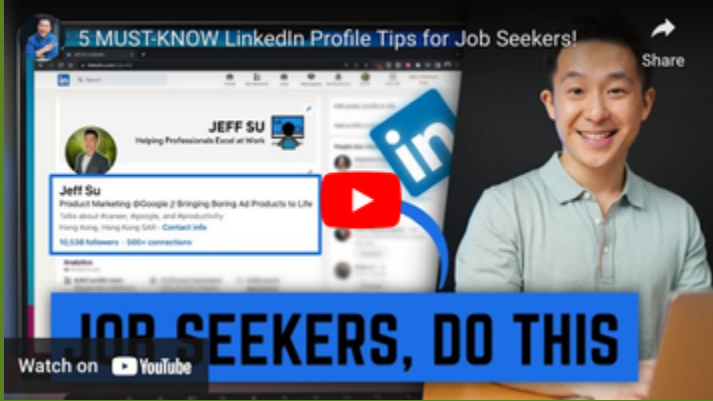 5 MUST-KNOW LinkedIn Profile Tips for Job Seekers!
Share
in
Search
JEFF SU
Helping Professionals Excel at Work
in
Jeff Su
Product Marketing @Google // Bringing Boring Ad Products to Life
Talks about #career, #google, and #productivity
Hong Kong, Hong Kong SAR · Contact info
10,538 followers · 500+ connections
Analytics
JOB SEEKERS, DO THIS
Watch on YouTube